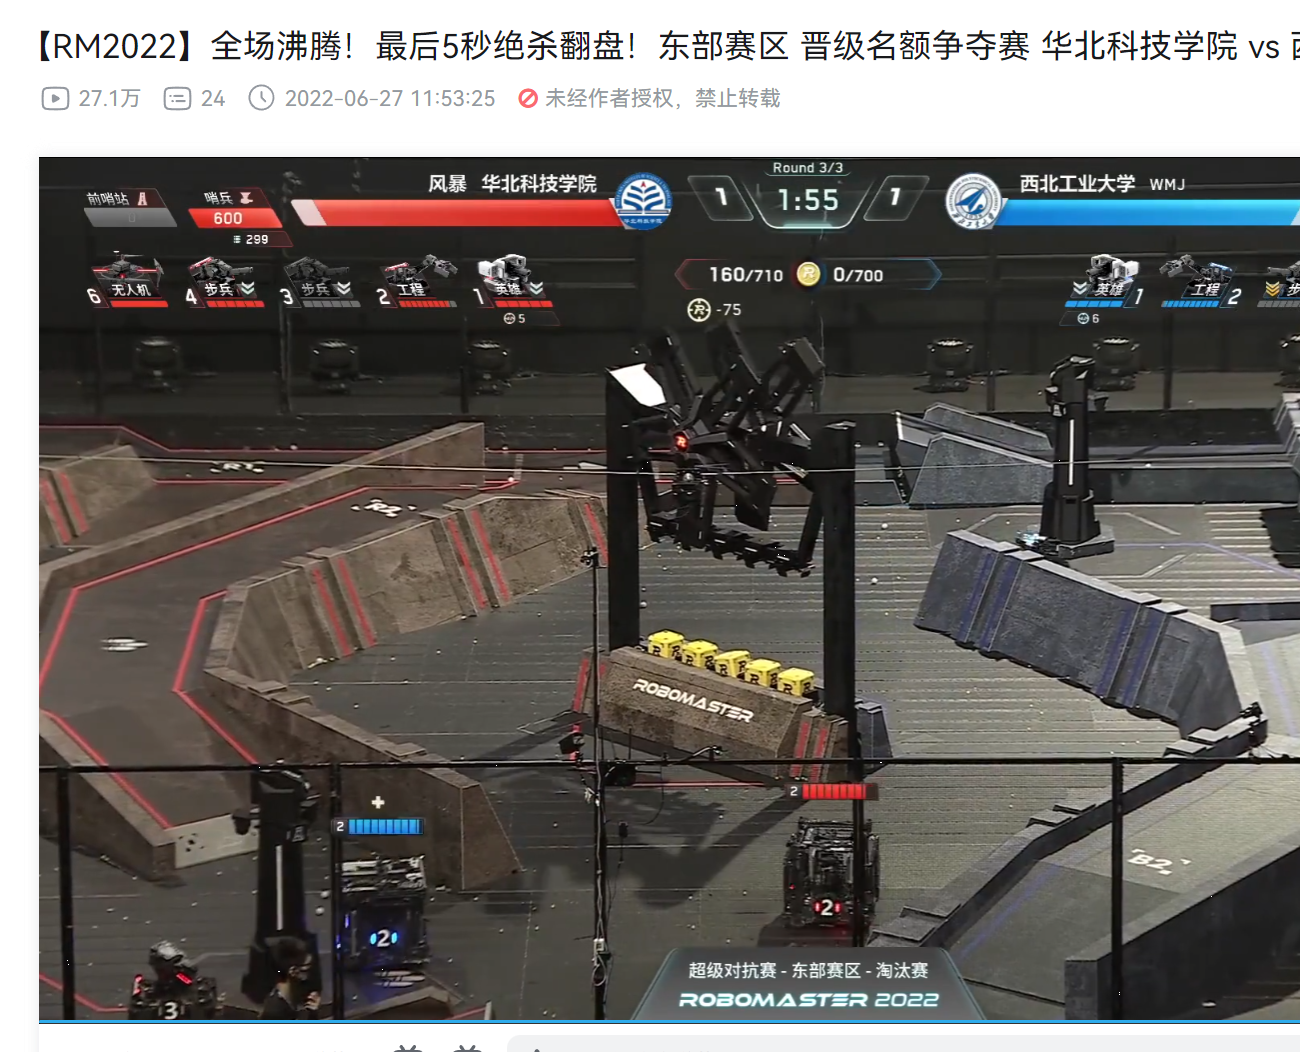 【RM2022】全场沸腾！最后5秒绝杀翻盘！东部赛区 晋级名额争夺赛 华北科技学院 vs
27.1万 24 2022-06-27 11:53:25 未经作者授权，禁止转载
Round 3/3
前哨站 哨兵 风暴 华北科技学院 1 1:55 1 西北工业大学 WMJ
600
299
160/710 0/700
6 无人机 4 步兵 3 步兵 2 工程 1 英雄 英雄 1 工程 2 步
5 -75 6
R1
R2
ROBOMASTER
2
2
B2
2
2
3
超级对抗赛 - 东部赛区 - 淘汰赛
ROBOMASTER 2022